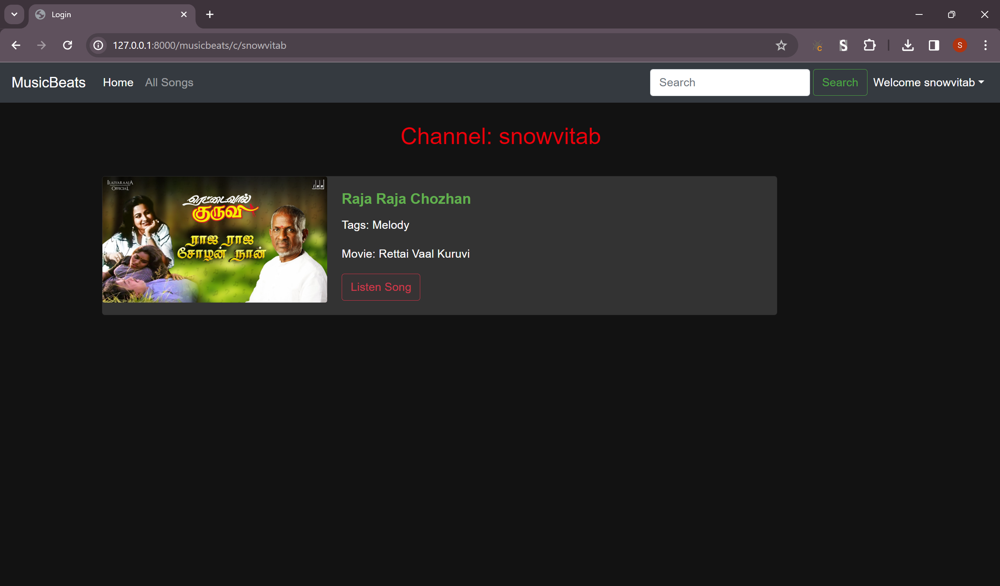 Login
127.0.0.1:8000/musicbeats/c/snowvitab
S
C
S
MusicBeats Home All Songs Search Search Welcome snowvitab
Channel: snowvitab
ILAIYARAAJA
OFFICIAL
ரெட்டைவால்
குருவி
ராஜ ராஜ
சோழன் நான்
Raja Raja Chozhan
Tags: Melody
Movie: Rettai Vaal Kuruvi
Listen Song